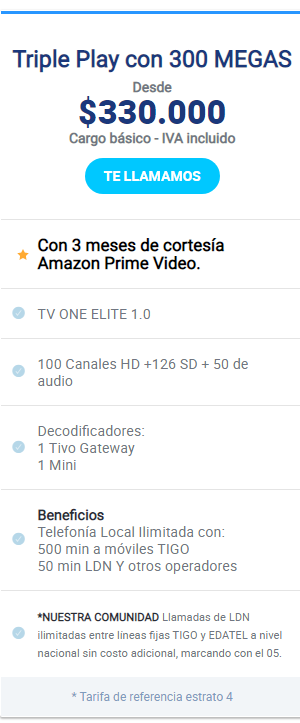 Triple Play con 300 MEGAS
Desde
$330.000
Cargo básico - IVA incluido
TE LLAMAMOS
Con 3 meses de cortesía
Amazon Prime Video.
TV ONE ELITE 1.0
100 Canales HD +126 SD + 50 de
audio
Decodificadores:
1 Tivo Gateway
1 Mini
Beneficios
Telefonía Local Ilimitada con:
500 min a móviles TIGO
50 min LDN Y otros operadores
*NUESTRA COMUNIDAD Llamadas de LDN
ilimitadas entre líneas fijas TIGO y EDATEL a nivel
nacional sin costo adicional, marcando con el 05.
* Tarifa de referencia estrato 4